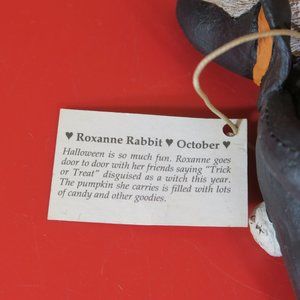 ♥ Roxanne Rabbit ♥ October ♥
Halloween is so much fun. Roxanne goes
door to door with her friends saying "Trick
or Treat" disguised as a witch this year.
The pumpkin she carries is filled with lots
of candy and other goodies.